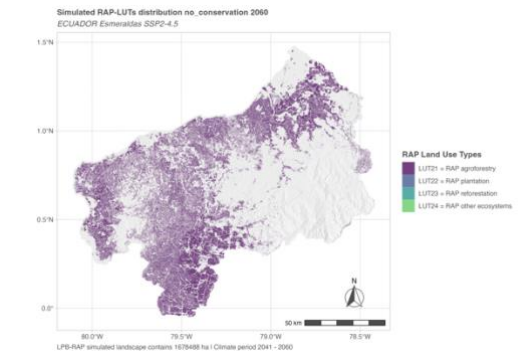 Simulated RAP-LUTs distribution no_conservation 2060
ECUADOR Esmeraldas SSP2-4.5
1.5°N
1.0°N
0.5°N
0.0°
80.0°W
79.5°W
79.0°W
78.5°W
N
50 km
RAP Land Use Types
LUT21 = RAP agroforestry
LUT22 = RAP plantation
LUT23 = RAP reforestation
LUT24 = RAP other ecosystems
LPB-RAP simulated landscape contains 1678488 ha | Climate period 2041 - 2060